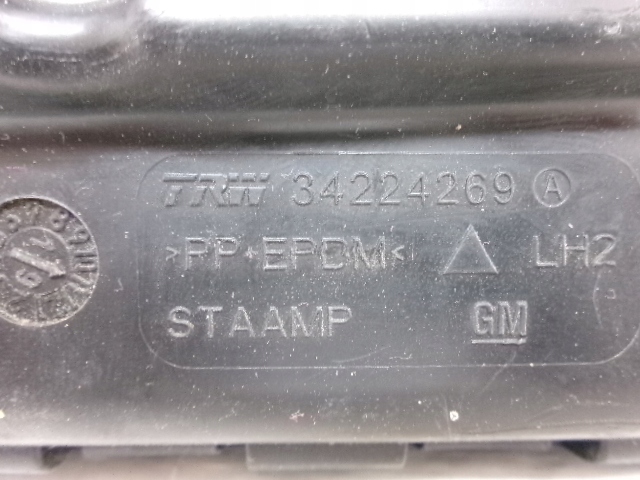 TRW 34224269 A
>PP+EPDM< LH2
STAAMP GM